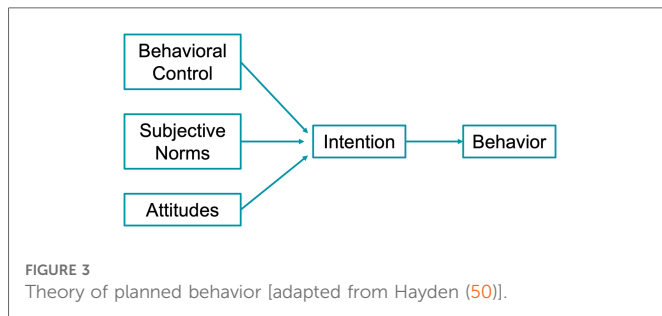 Behavioral
Control
Subjective
Norms
Intention
Behavior
Attitudes
FIGURE 3
Theory of planned behavior [adapted from Hayden (50)].